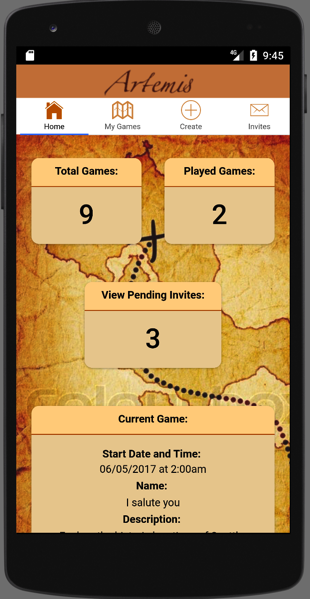 4G 9:45
Artemis
Home My Games Create Invites
Total Games: Played Games:
9 2
View Pending Invites:
3
Current Game:
Start Date and Time:
06/05/2017 at 2:00am
Name:
I salute you
Description: